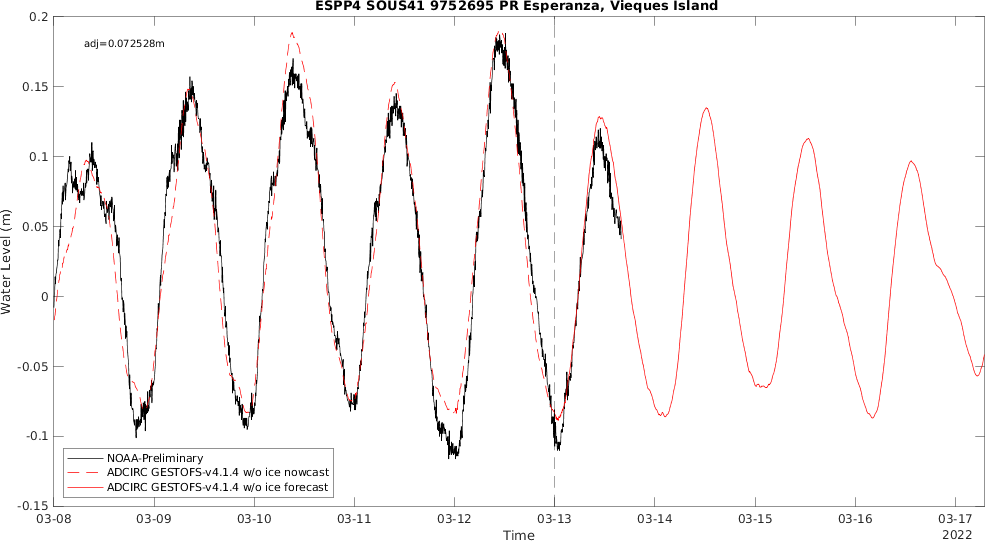 ESPP4 SOUS41 9752695 PR Esperanza, Vieques Island
adj=0.072528m
0.2
0.15
0.1
0.05
0
-0.05
-0.1
-0.15
Water Level (m)
NOAA-Preliminary
ADCIRC GESTOFS-v4.1.4 w/o ice nowcast
ADCIRC GESTOFS-v4.1.4 w/o ice forecast
03-08 03-09 03-10 03-11 03-12 03-13 03-14 03-15 03-16 03-17
Time
2022